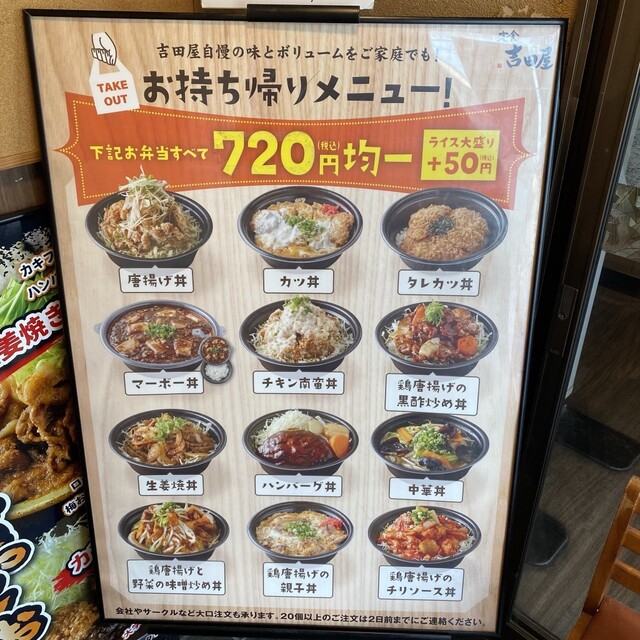 定食
吉田屋
吉田屋自慢の味とボリュームをご家庭でも!
TAKE
OUT
お持ち帰りメニュー!
下記お弁当すべて
720円(税込)均一
ライス大盛り
+50円(税込)
唐揚げ丼
カツ丼
タレカツ丼
マーボー丼
チキン南蛮丼
鶏唐揚げの
黒酢炒め丼
生姜焼丼
ハンバーグ丼
中華丼
鶏唐揚げと
野菜の味噌炒め丼
鶏唐揚げの
親子丼
鶏唐揚げの
チリソース丼
会社やサークルなど大口注文も承ります。20個以上のご注文は2日前までにご連絡ください。
カキフ
ハン
姜焼き